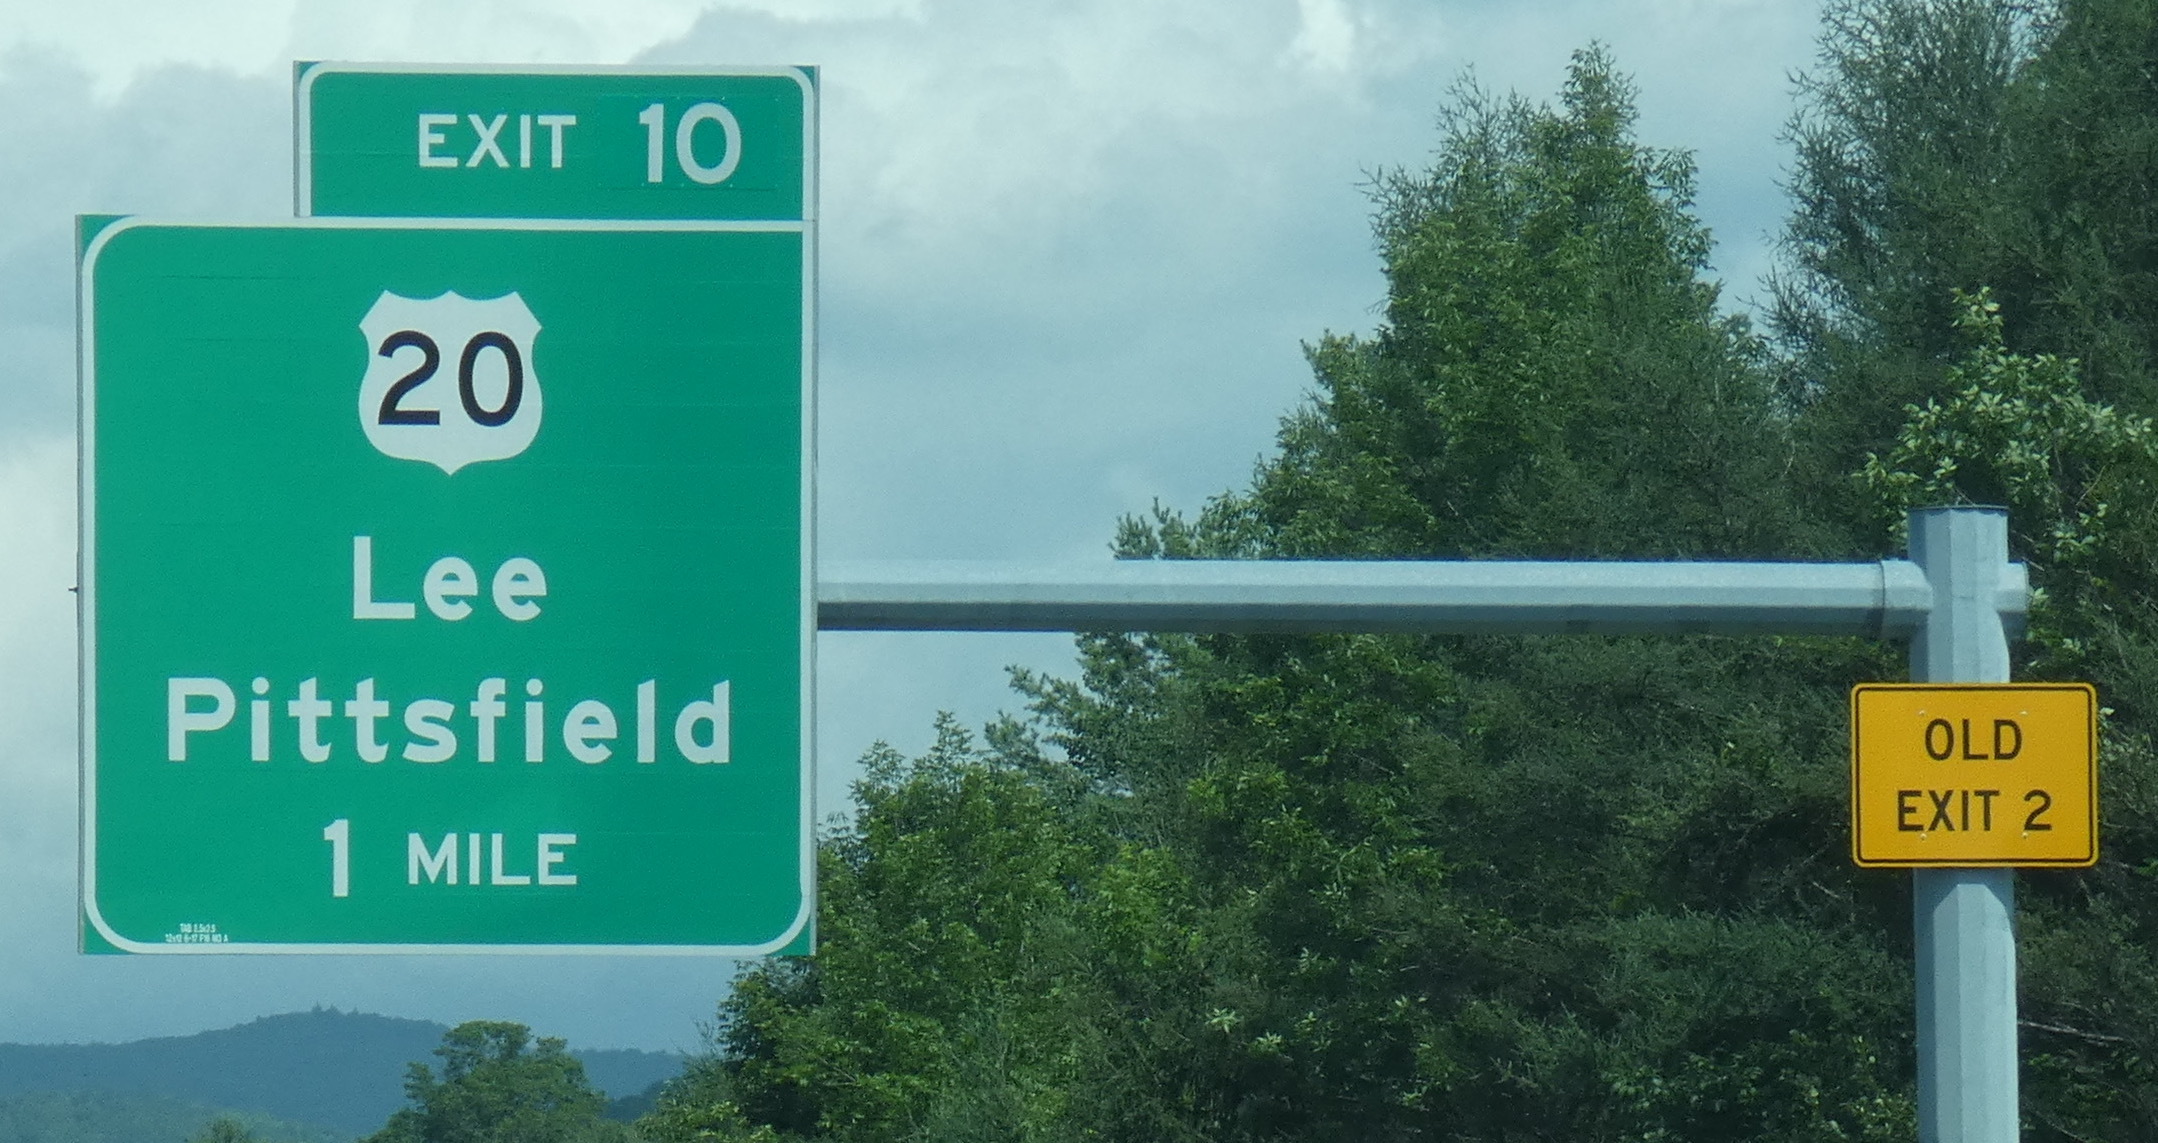 EXIT 10
20
Lee
Pittsfield
1 MILE
OLD
EXIT 2